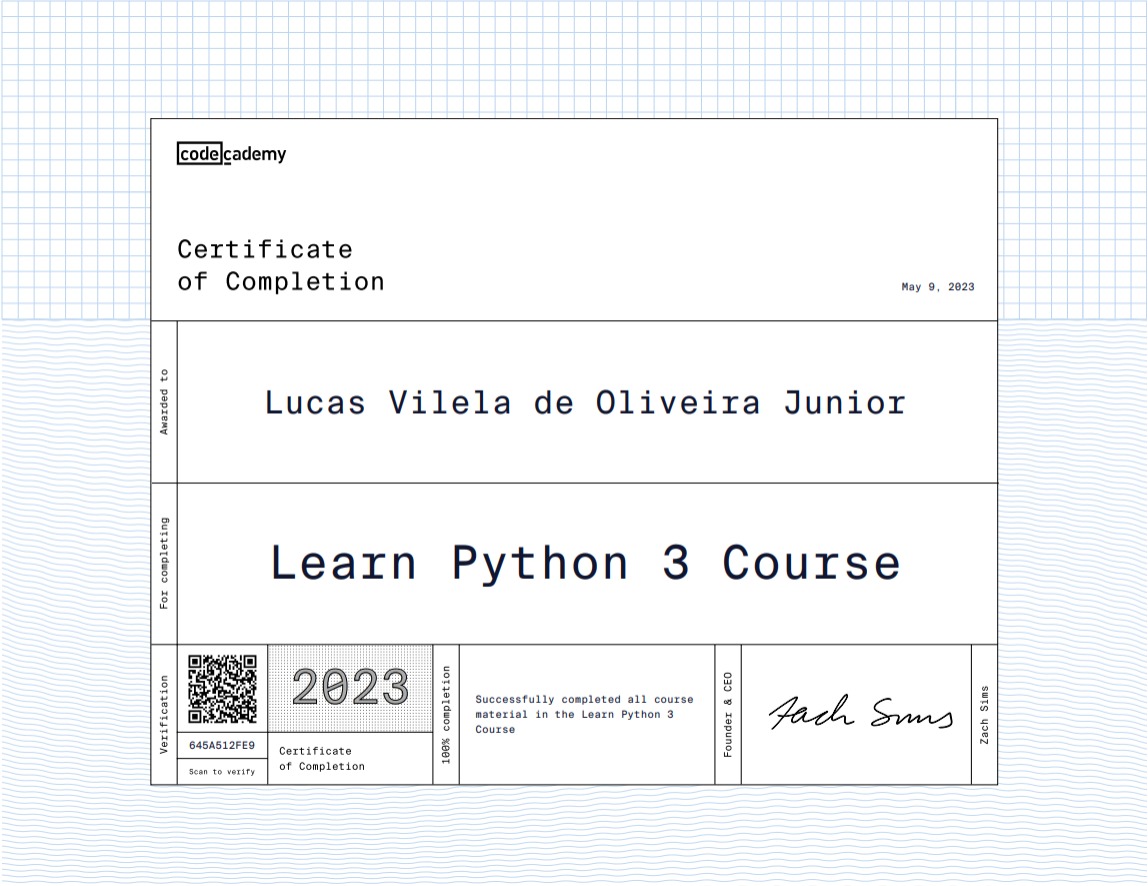 codecademy
Certificate
of Completion
May 9, 2023
Awarded to
Lucas Vilela de Oliveira Junior
For completing
Learn Python 3 Course
Verification
645A512FE9
Scan to verify
2023
Certificate
of Completion
100% completion
Successfully completed all course
material in the Learn Python 3
Course
Founder & CEO
Zach Sims
Zach Sims